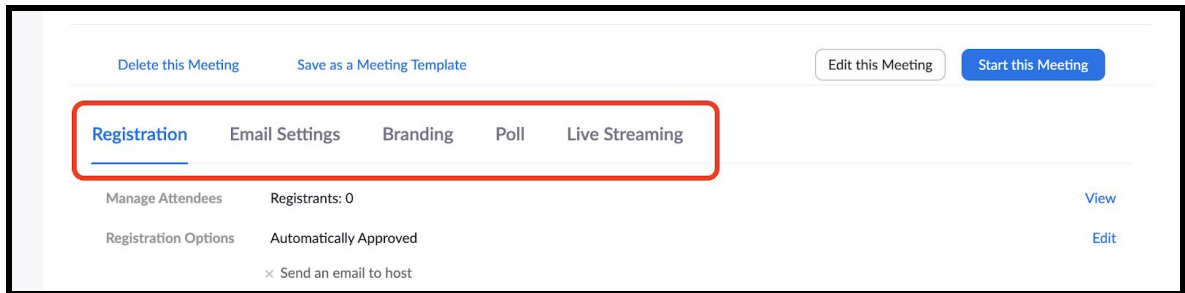 Delete this Meeting Save as a Meeting Template Edit this Meeting Start this Meeting
Registration Email Settings Branding Poll Live Streaming
Manage Attendees Registrants: 0 View
Registration Options Automatically Approved Edit
× Send an email to host